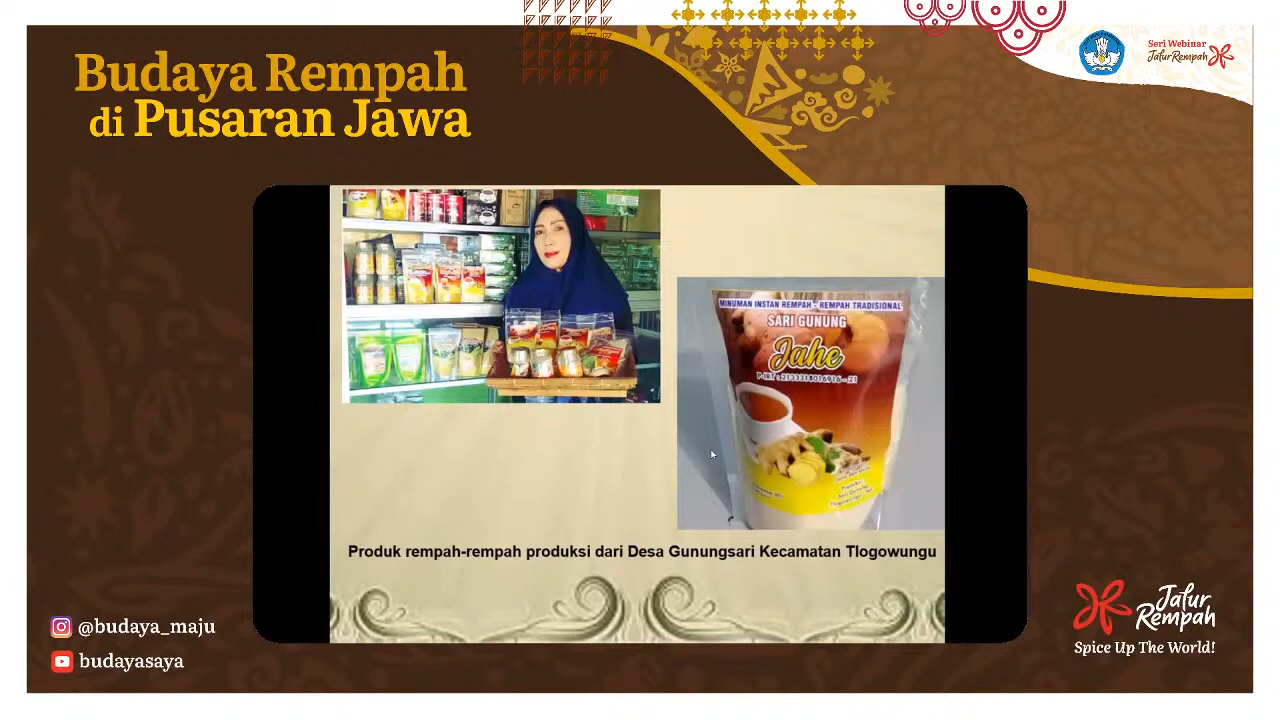 Budaya Rempah
di Pusaran Jawa
Seri Webinar
Jalur Rempah
MINUMAN INSTAN REMPAH - REMPAH TRADISIONAL
SARI GUNUNG
Jahe
Produk rempah-rempah produksi dari Desa Gunungsari Kecamatan Tlogowungu
@budaya_maju
budayasaya
Jalur
Rempah
Spice Up The World!